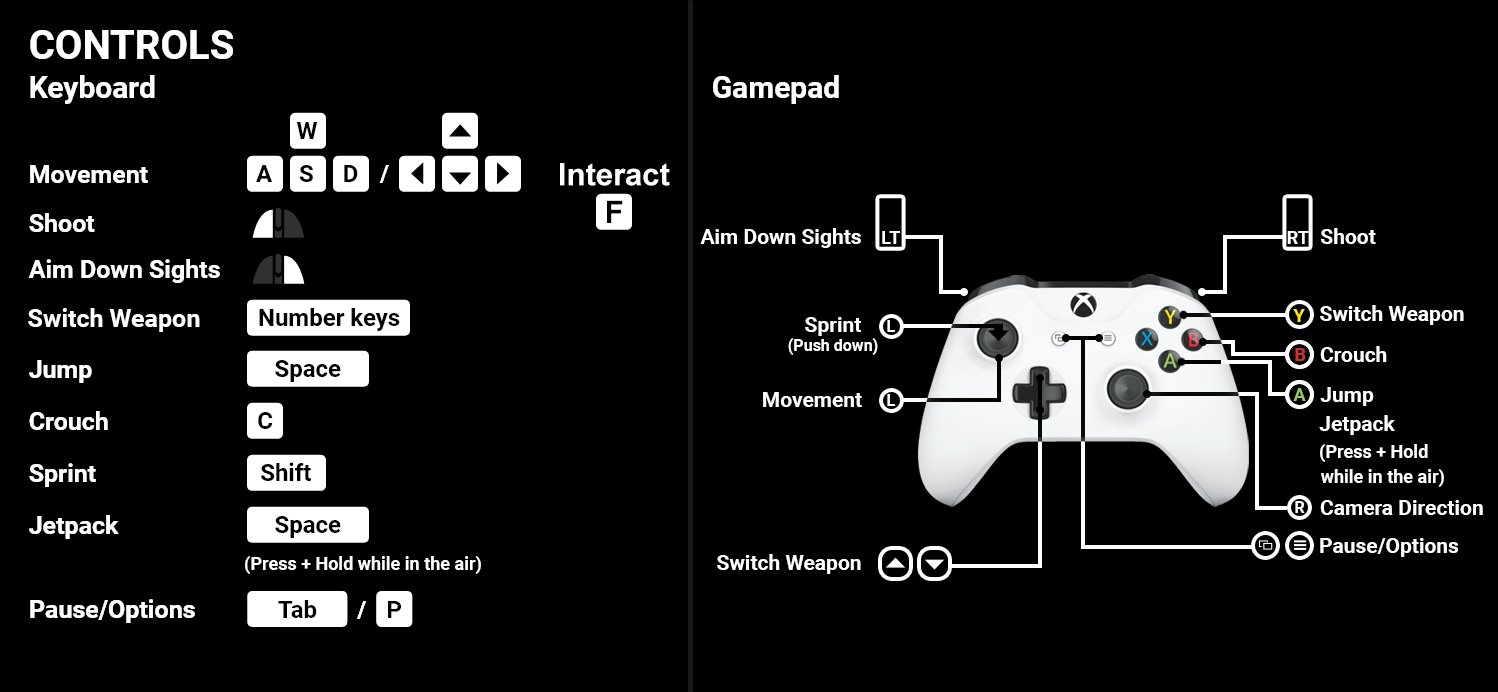 CONTROLS
Keyboard
W
Movement A S D /
Interact
F
Shoot
Aim Down Sights
Switch Weapon Number keys
Jump Space
Crouch C
Sprint Shift
Jetpack Space
(Press + Hold while in the air)
Pause/Options Tab / P
Gamepad
Aim Down Sights LT
RT Shoot
Sprint L
(Push down)
Movement L
Y
X
B
A
Y Switch Weapon
B Crouch
A Jump
Jetpack
(Press + Hold
while in the air)
R Camera Direction
Pause/Options
Switch Weapon